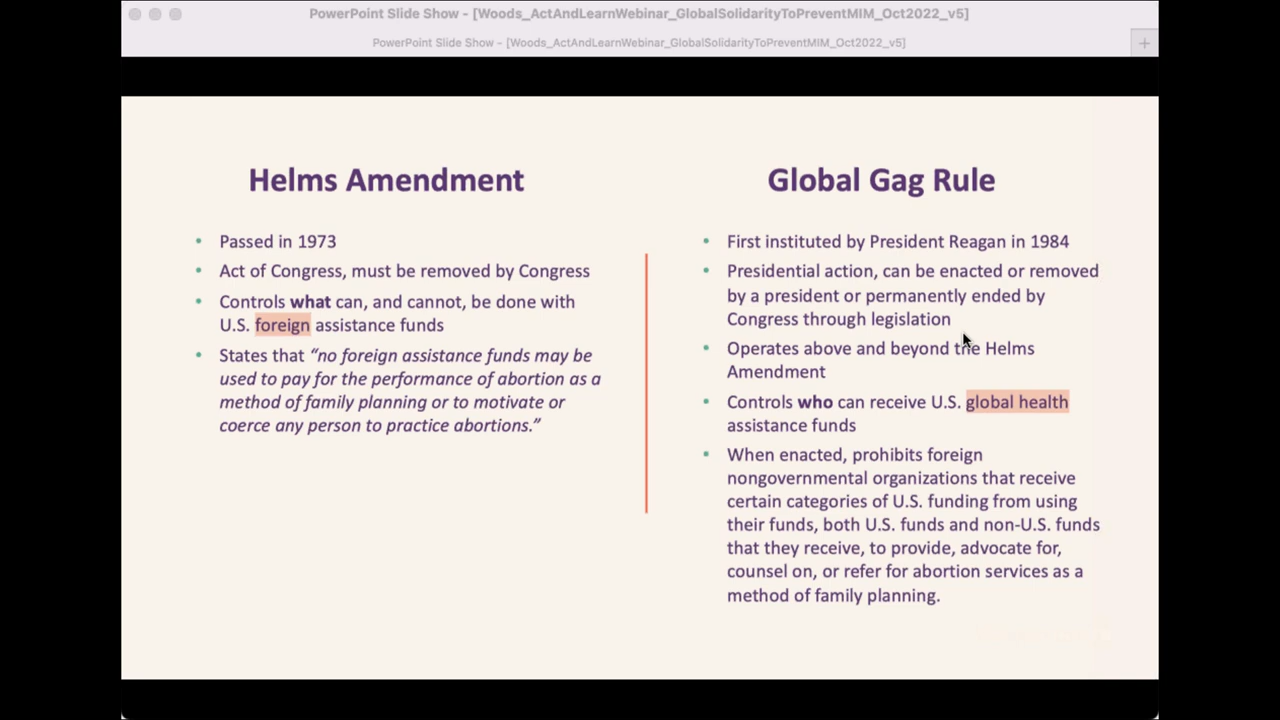 PowerPoint Slide Show - [Woods_ActAndLearnWebinar_GlobalSolidarityToPreventMIM_Oct2022_v5]
PowerPoint Slide Show - [Woods_ActAndLearnWebinar_GlobalSolidarityToPreventMIM_Oct2022_v5]
Helms Amendment
• Passed in 1973
• Act of Congress, must be removed by Congress
• Controls what can, and cannot, be done with
U.S. foreign assistance funds
• States that “no foreign assistance funds may be
used to pay for the performance of abortion as a
method of family planning or to motivate or
coerce any person to practice abortions.”
Global Gag Rule
• First instituted by President Reagan in 1984
• Presidential action, can be enacted or removed
by a president or permanently ended by
Congress through legislation
• Operates above and beyond the Helms
Amendment
• Controls who can receive U.S. global health
assistance funds
• When enacted, prohibits foreign
nongovernmental organizations that receive
certain categories of U.S. funding from using
their funds, both U.S. funds and non-U.S. funds
that they receive, to provide, advocate for,
counsel on, or refer for abortion services as a
method of family planning.